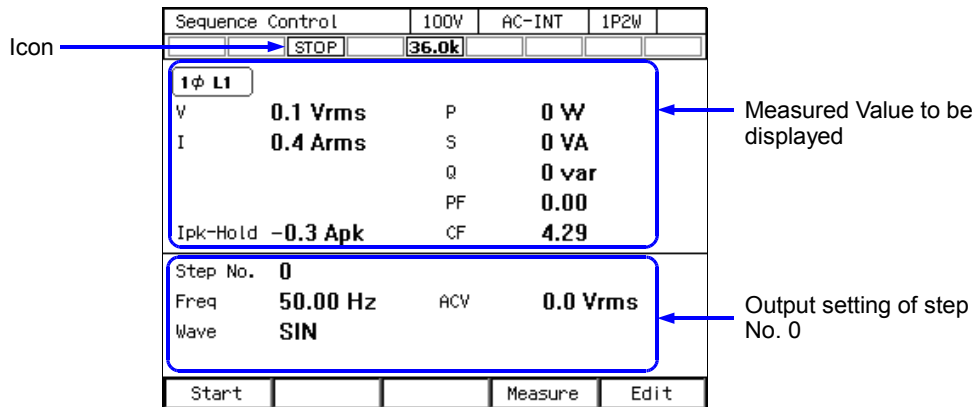 Sequence Control 100V AC-INT 1P2W
Icon STOP 36.0k
1ϕ L1
V 0.1 Vrms P 0 W
I 0.4 Arms S 0 VA
Q 0 var
PF 0.00
Ipk-Hold -0.3 Apk CF 4.29
Measured Value to be
displayed
Step No. 0
Freq 50.00 Hz ACV 0.0 Vrms
Wave SIN
Output setting of step
No. 0
Start Measure Edit